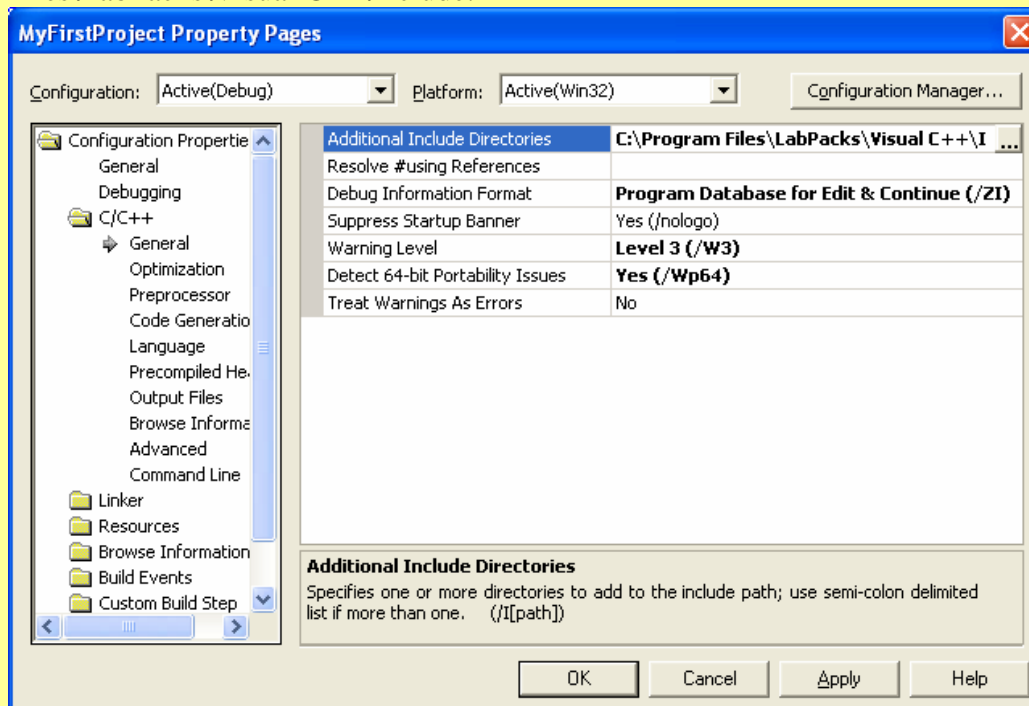 MyFirstProject Property Pages
Configuration: Active(Debug) Platform: Active(Win32) Configuration Manager...
Configuration Propertie
General
Debugging
C/C++
General
Optimization
Preprocessor
Code Generatio
Language
Precompiled He
Output Files
Browse Informa
Advanced
Command Line
Linker
Resources
Browse Information
Build Events
Custom Build Step
Additional Include Directories C:\Program Files\LabPacks\Visual C++\I ...
Resolve #using References
Debug Information Format Program Database for Edit & Continue (/ZI)
Suppress Startup Banner Yes (/nologo)
Warning Level Level 3 (/W3)
Detect 64-bit Portability Issues Yes (/Wp64)
Treat Warnings As Errors No
Additional Include Directories
Specifies one or more directories to add to the include path; use semi-colon delimited
list if more than one. (/I[path])
OK Cancel Apply Help